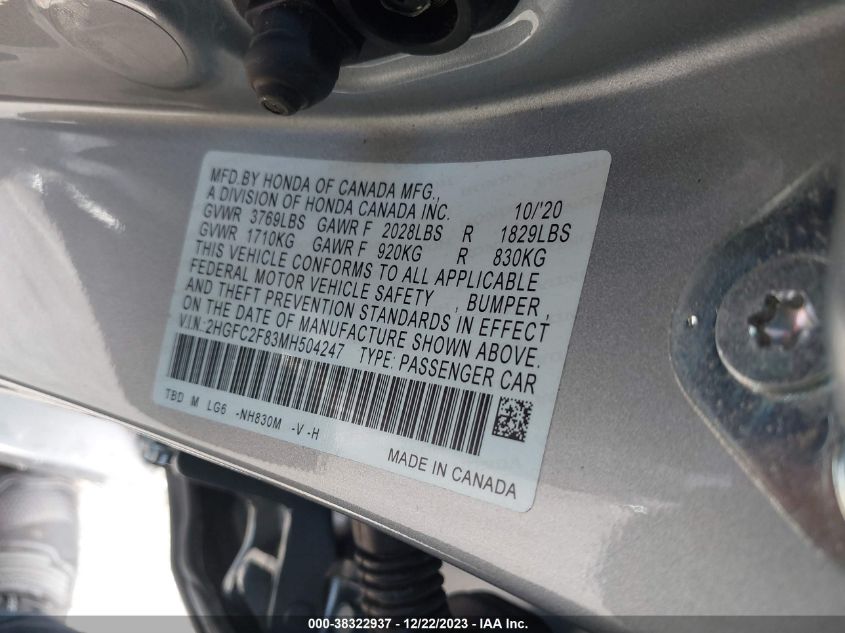 MFD.BY HONDA OF CANADA MFG.,
A DIVISION OF HONDA CANADA INC. 10/'20
GVWR 3769LBS GAWR F 2028LBS R 1829LBS
GVWR 1710KG GAWR F 920KG R 830KG
THIS VEHICLE CONFORMS TO ALL APPLICABLE
FEDERAL MOTOR VEHICLE SAFETY , BUMPER,
AND THEFT PREVENTION STANDARDS IN EFFECT
ON THE DATE OF MANUFACTURE SHOWN ABOVE.
V.I.N.:2HGFC2F83MH504247 TYPE: PASSENGER CAR
TBD M LG6 -NH830M -V -H
MADE IN CANADA
000-38322937 - 12/22/2023 - IAA Inc.